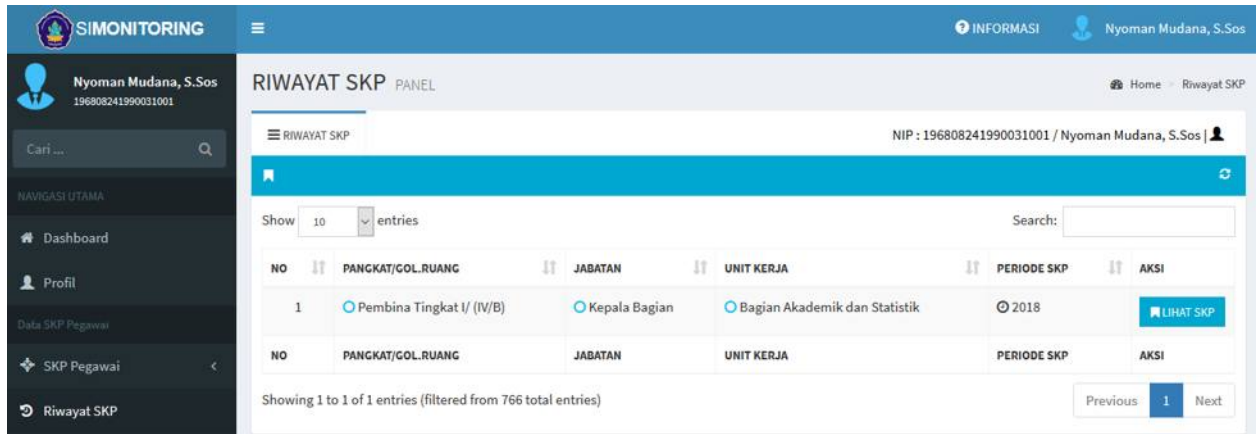 SIMONITORING
INFORMASI
Nyoman Mudana, S.Sos
Nyoman Mudana, S.Sos
196808241990031001
Cari ...
NAVIGASI UTAMA
Dashboard
Profil
Data SKP Pegawai
SKP Pegawai
Riwayat SKP
RIWAYAT SKP PANEL
Home > Riwayat SKP
RIWAYAT SKP
NIP : 196808241990031001 / Nyoman Mudana, S.Sos |
Show 10 entries
Search:
NO PANGKAT/GOL.RUANG JABATAN UNIT KERJA PERIODE SKP AKSI
1 Pembina Tingkat I/ (IV/B) Kepala Bagian Bagian Akademik dan Statistik 2018 LIHAT SKP
NO PANGKAT/GOL.RUANG JABATAN UNIT KERJA PERIODE SKP AKSI
Showing 1 to 1 of 1 entries (filtered from 766 total entries)
Previous 1 Next